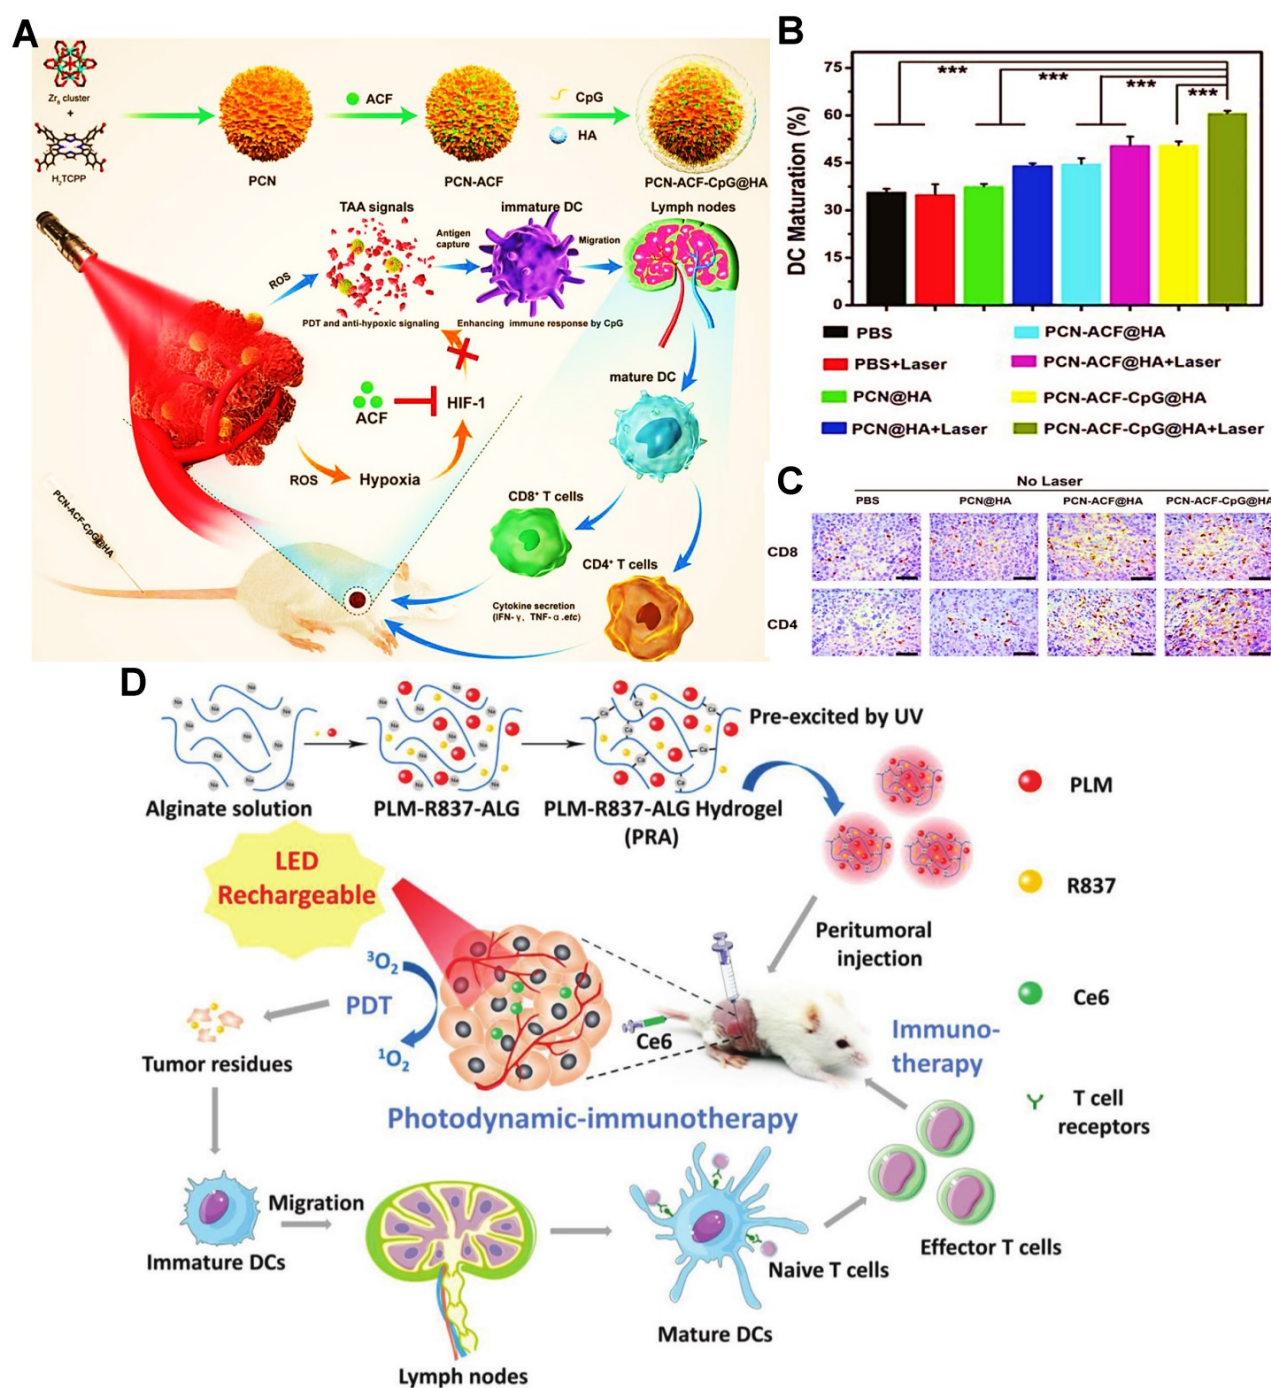 A
Zr6 cluster
+
H2TCPP
ACF
CpG
HA
PCN
PCN-ACF
PCN-ACF-CpG@HA
TAA signals
immature DC
Lymph nodes
Antigen
capture
Migration
ROS
PDT and anti-hypoxic signaling
Enhancing immune response by CpG
mature DC
ACF
HIF-1
ROS
Hypoxia
CD8+ T cells
CD4+ T cells
Cytokine secretion
(IFN-γ, TNF-α.etc)
PCN-ACF-CpG@HA
B
DC Maturation (%)
75
60
45
30
15
0
***
***
***
***
PBS
PBS+Laser
PCN@HA
PCN@HA+Laser
PCN-ACF@HA
PCN-ACF@HA+Laser
PCN-ACF-CpG@HA
PCN-ACF-CpG@HA+Laser
C
No Laser
PBS
PCN@HA
PCN-ACF@HA
PCN-ACF-CpG@HA
CD8
CD4
D
Na
Ca
Alginate solution
PLM-R837-ALG
PLM-R837-ALG Hydrogel
(PRA)
Pre-excited by UV
PLM
R837
Ce6
T cell
receptors
LED
Rechargeable
Peritumoral
injection
3O2
PDT
1O2
Ce6
Immuno-
therapy
Tumor residues
Photodynamic-immunotherapy
Immature DCs
Migration
Lymph nodes
Mature DCs
Naive T cells
Effector T cells